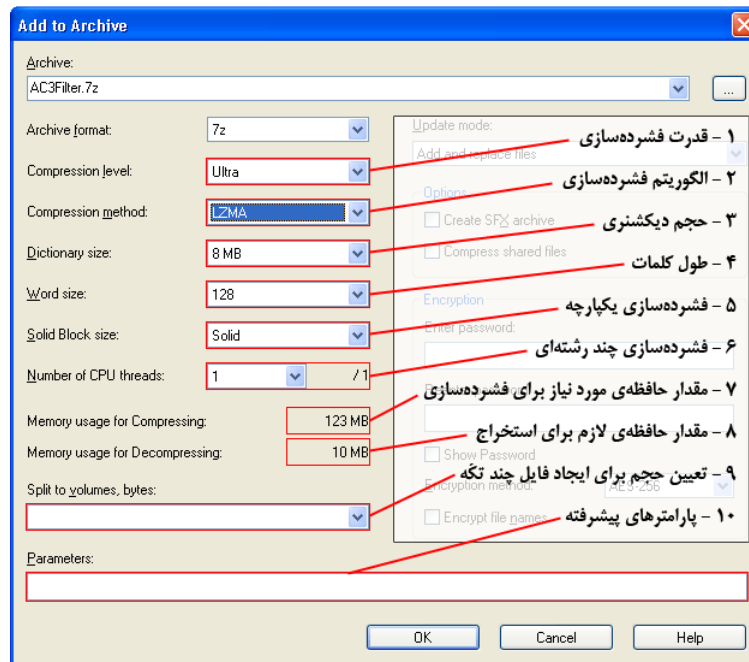 Add to Archive
Archive:
AC3Filter.7z
...
Archive format:
7z
Compression level:
Ultra
Compression method:
LZMA
Dictionary size:
8 MB
Word size:
128
Solid Block size:
Solid
Number of CPU threads:
1
/ 1
Memory usage for Compressing:
123 MB
Memory usage for Decompressing:
10 MB
Split to volumes, bytes:
Parameters:
Update mode:
Add and replace files
Options
Create SFX archive
Compress shared files
Encryption
Enter password:
Show Password
Encryption method:
AES-256
Encrypt file names
۱ - قدرت فشرده‌سازی
۲ - الگوریتم فشرده‌سازی
۳ - حجم دیکشنری
۴ - طول کلمات
۵ - فشرده‌سازی یکپارچه
۶ - فشرده‌سازی چند رشته‌ای
۷ - مقدار حافظه‌ی مورد نیاز برای فشرده‌سازی
۸ - مقدار حافظه‌ی لازم برای استخراج
۹ - تعیین حجم برای ایجاد فایل چند تکّه
۱۰ - پارامترهای پیشرفته
OK
Cancel
Help